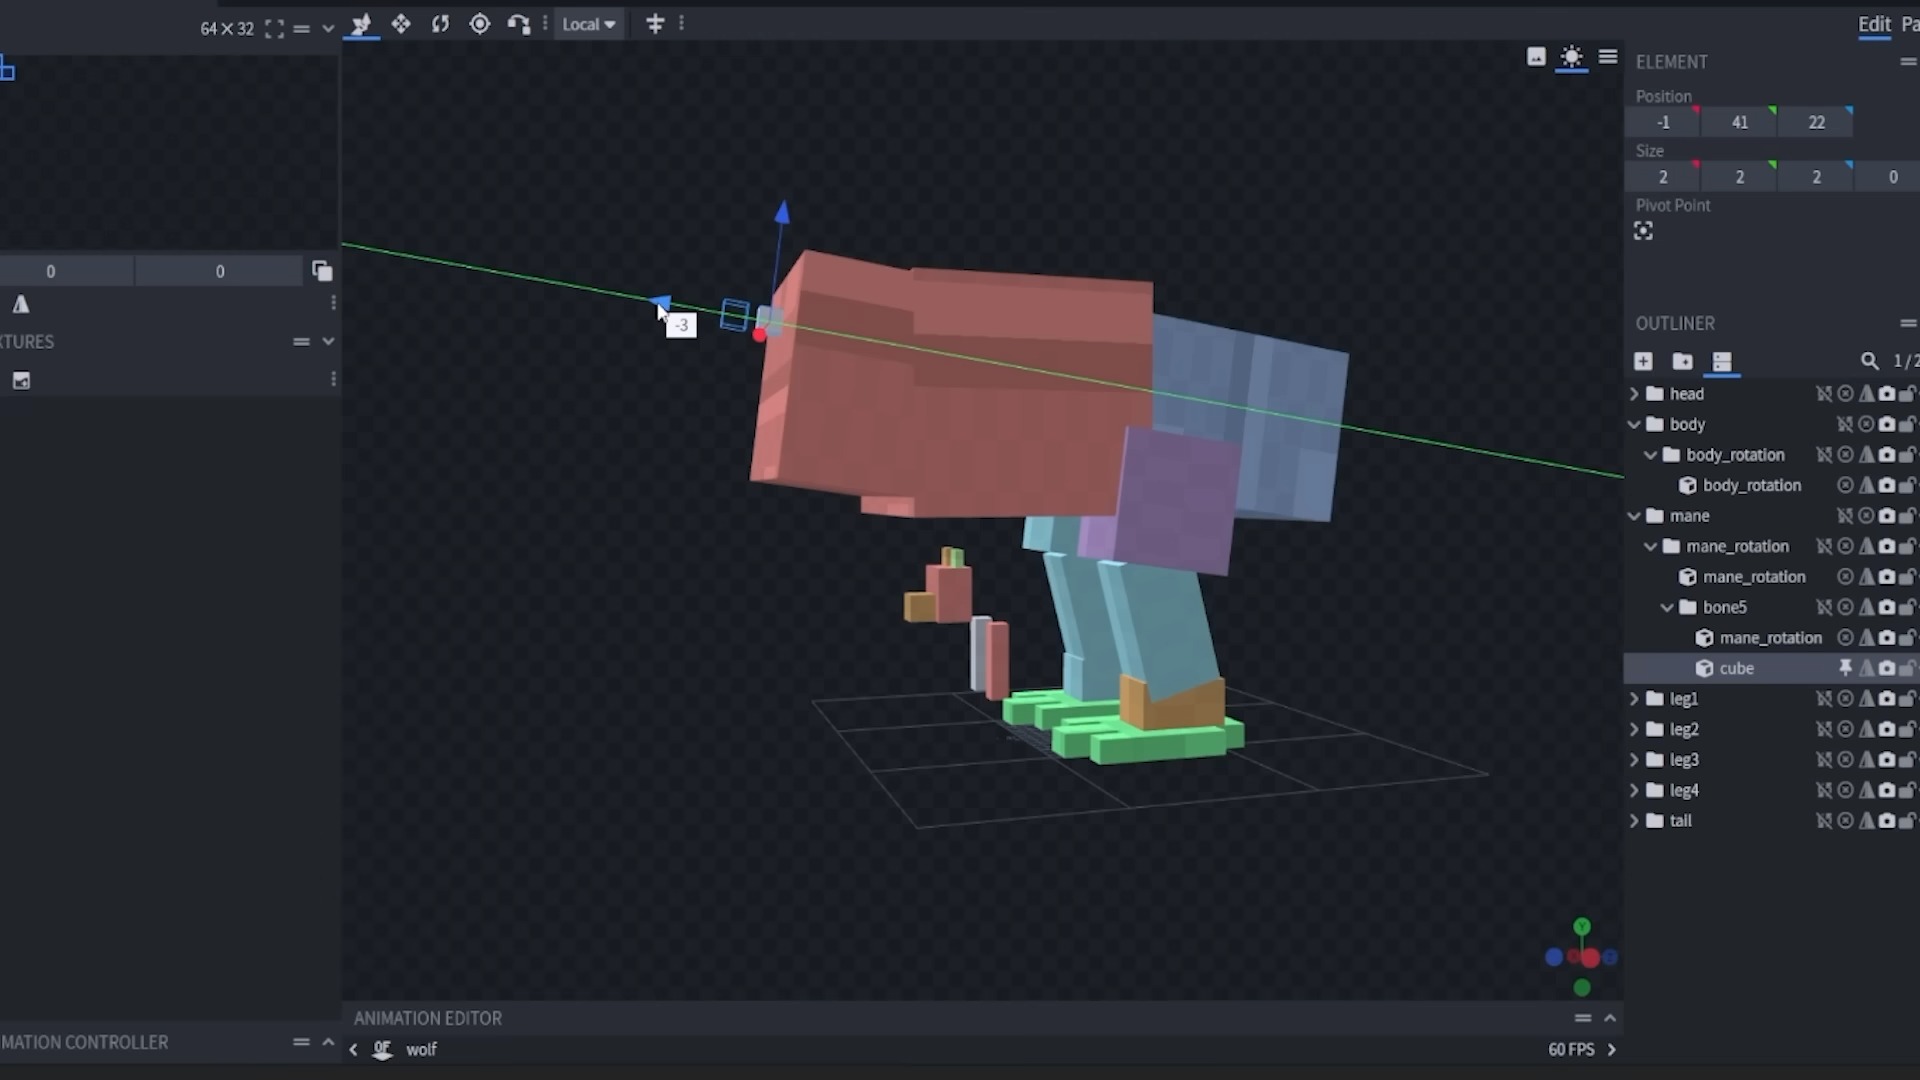 64 × 32
Local
Edit Pa
ELEMENT
Position
-1 41 22
Size
2 2 2 0
Pivot Point
-3
0 0
XTURES
OUTLINER
1/2
head
body
body_rotation
body_rotation
mane
mane_rotation
mane_rotation
bone5
mane_rotation
cube
leg1
leg2
leg3
leg4
tail
Y
ANIMATION EDITOR
MATION CONTROLLER
OF wolf
60 FPS